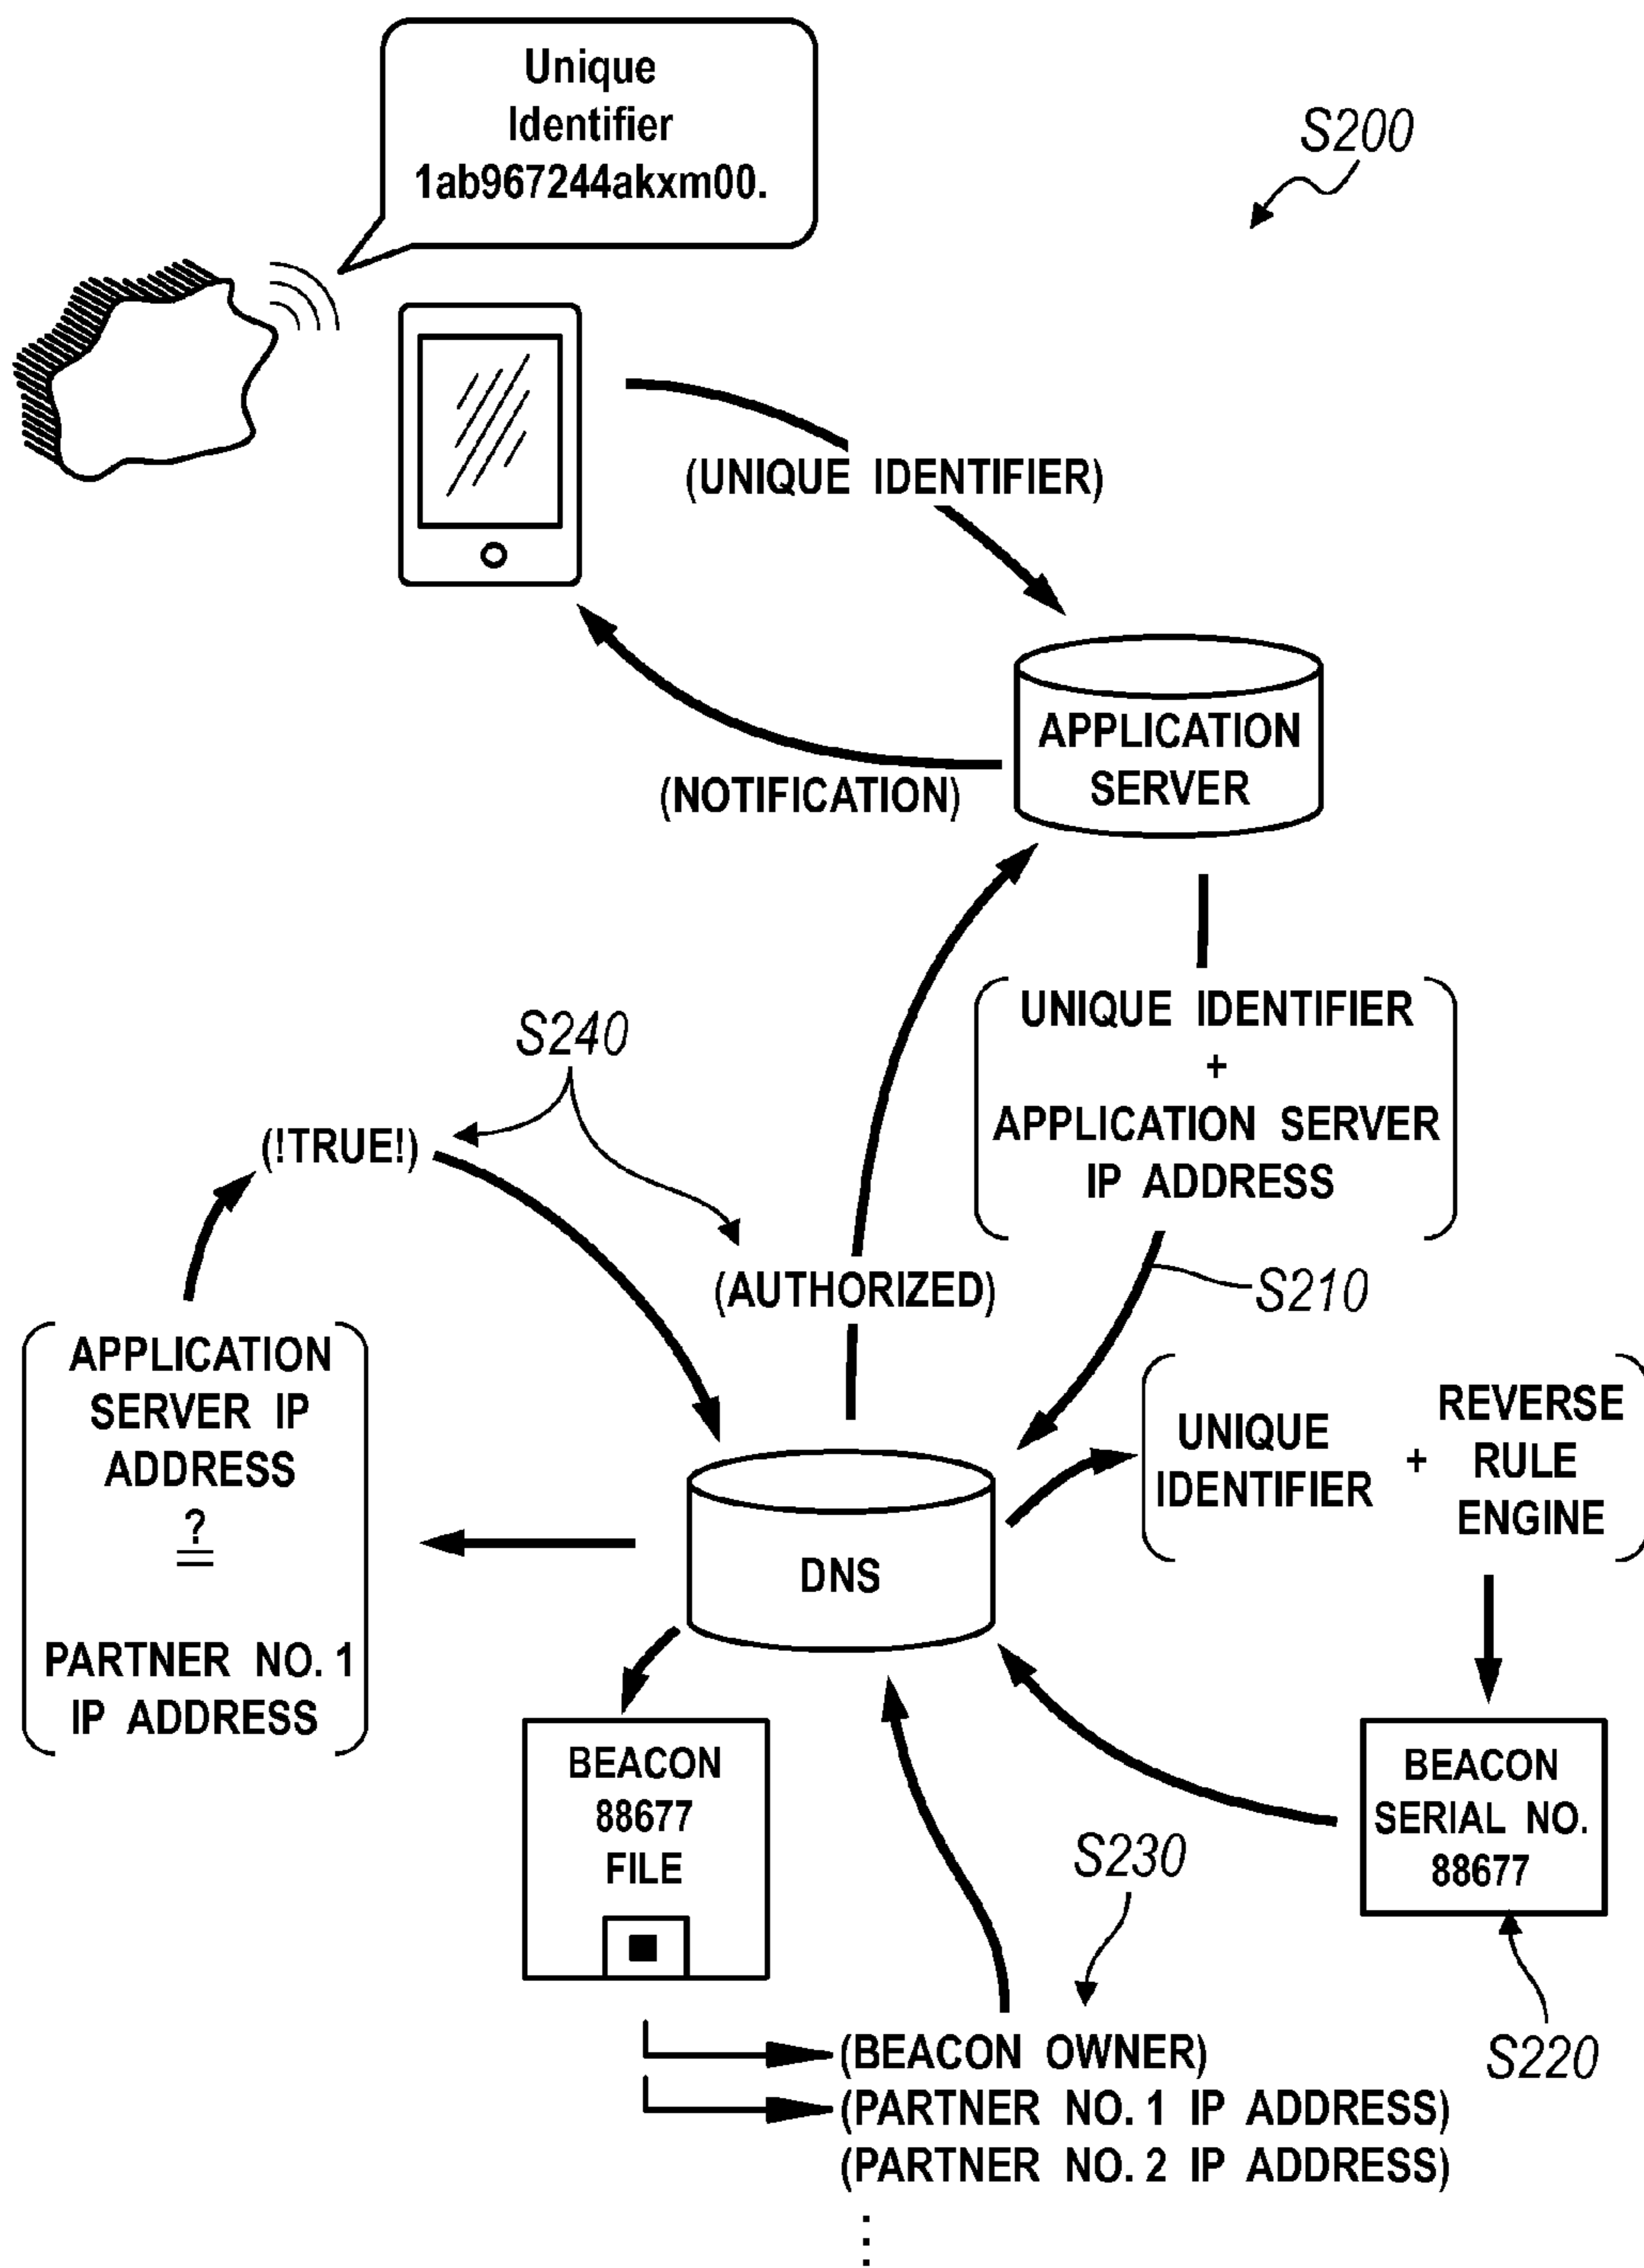 Unique
Identifier
1ab967244akxm00.
S200
(UNIQUE IDENTIFIER)
APPLICATION
SERVER
(NOTIFICATION)
UNIQUE IDENTIFIER
+
APPLICATION SERVER
IP ADDRESS
S240
(!TRUE!)
(AUTHORIZED)
S210
APPLICATION
SERVER IP
ADDRESS
?
=
PARTNER NO. 1
IP ADDRESS
UNIQUE
IDENTIFIER
+
REVERSE
RULE
ENGINE
DNS
BEACON
88677
FILE
BEACON
SERIAL NO.
88677
S230
S220
(BEACON OWNER)
(PARTNER NO. 1 IP ADDRESS)
(PARTNER NO. 2 IP ADDRESS)
⋮